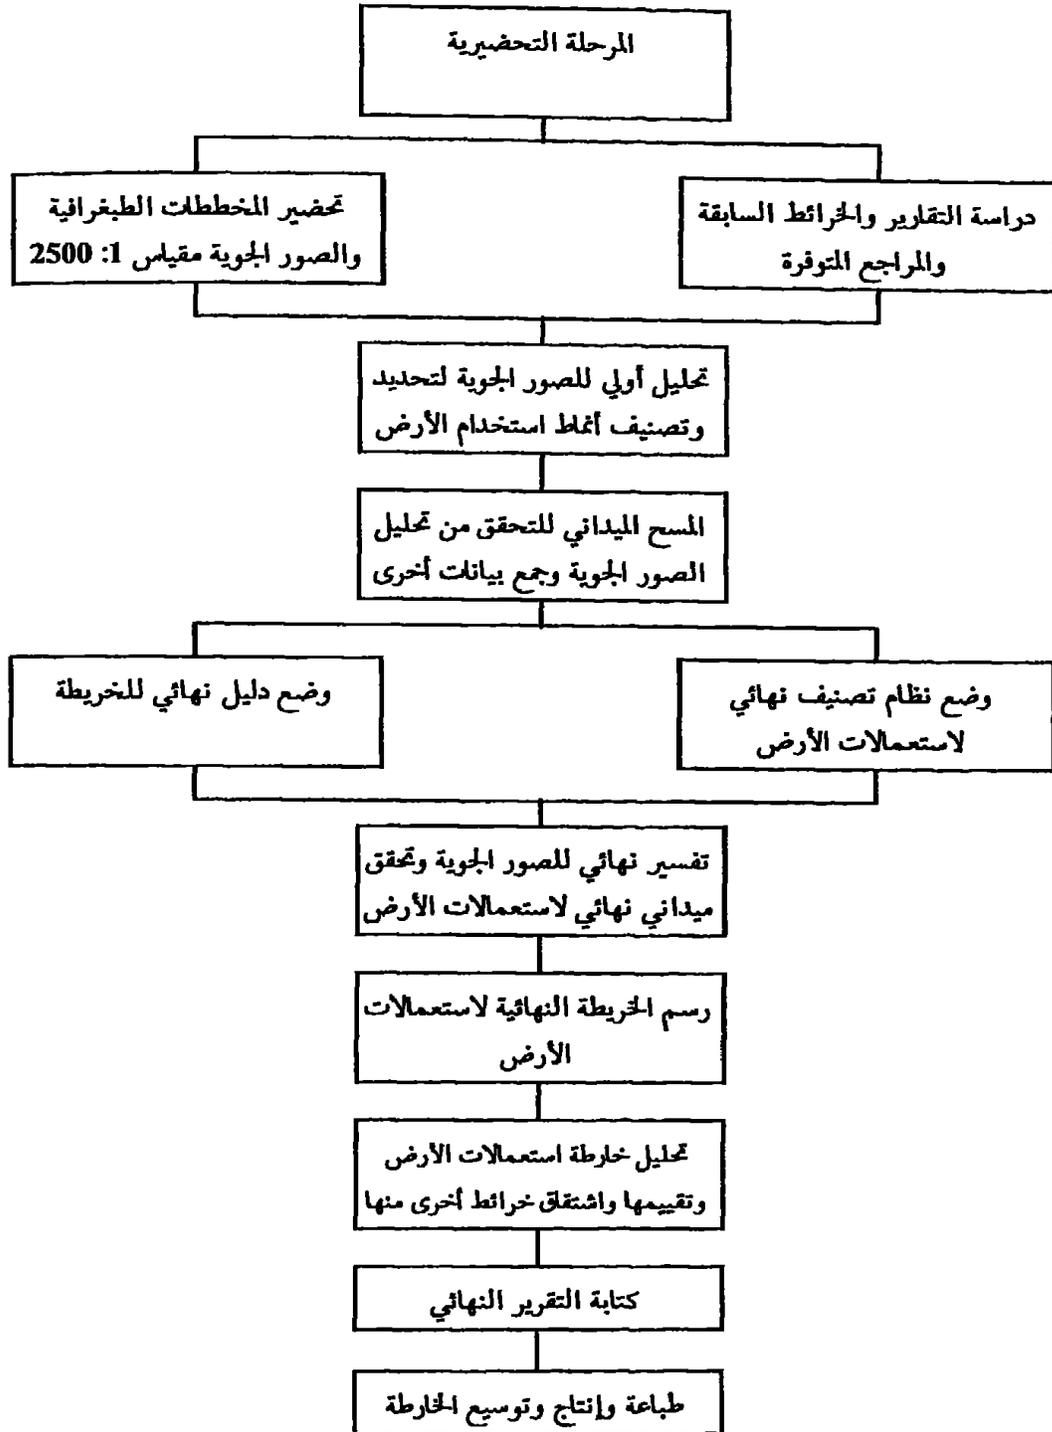 المرحلة التحضيرية
دراسة التقارير والخرائط السابقة
والمراجع المتوفرة
تحضير المخططات الطبغرافية
والصور الجوية مقياس 1: 2500
تحليل أولي للصور الجوية لتحديد
وتصنيف أنماط استخدام الأرض
المسح الميداني للتحقق من تحليل
الصور الجوية وجمع بيانات أخرى
وضع نظام تصنيف نهائي
لاستعمالات الأرض
وضع دليل نهائي للخريطة
تفسير نهائي للصور الجوية وتحقق
ميداني نهائي لاستعمالات الأرض
رسم الخريطة النهائية لاستعمالات
الأرض
تحليل خارطة استعمالات الأرض
وتقييمها واشتقاق خرائط أخرى منها
كتابة التقرير النهائي
طباعة وإنتاج وتوسيع الخارطة